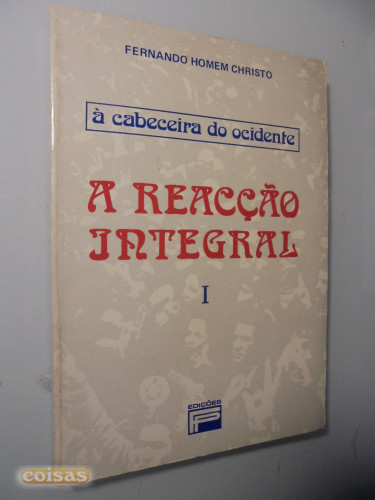 FERNANDO HOMEM CHRISTO
à cabeceira do ocidente
A REACÇÃO
INTEGRAL
I
EDIÇÕES
P
coisas